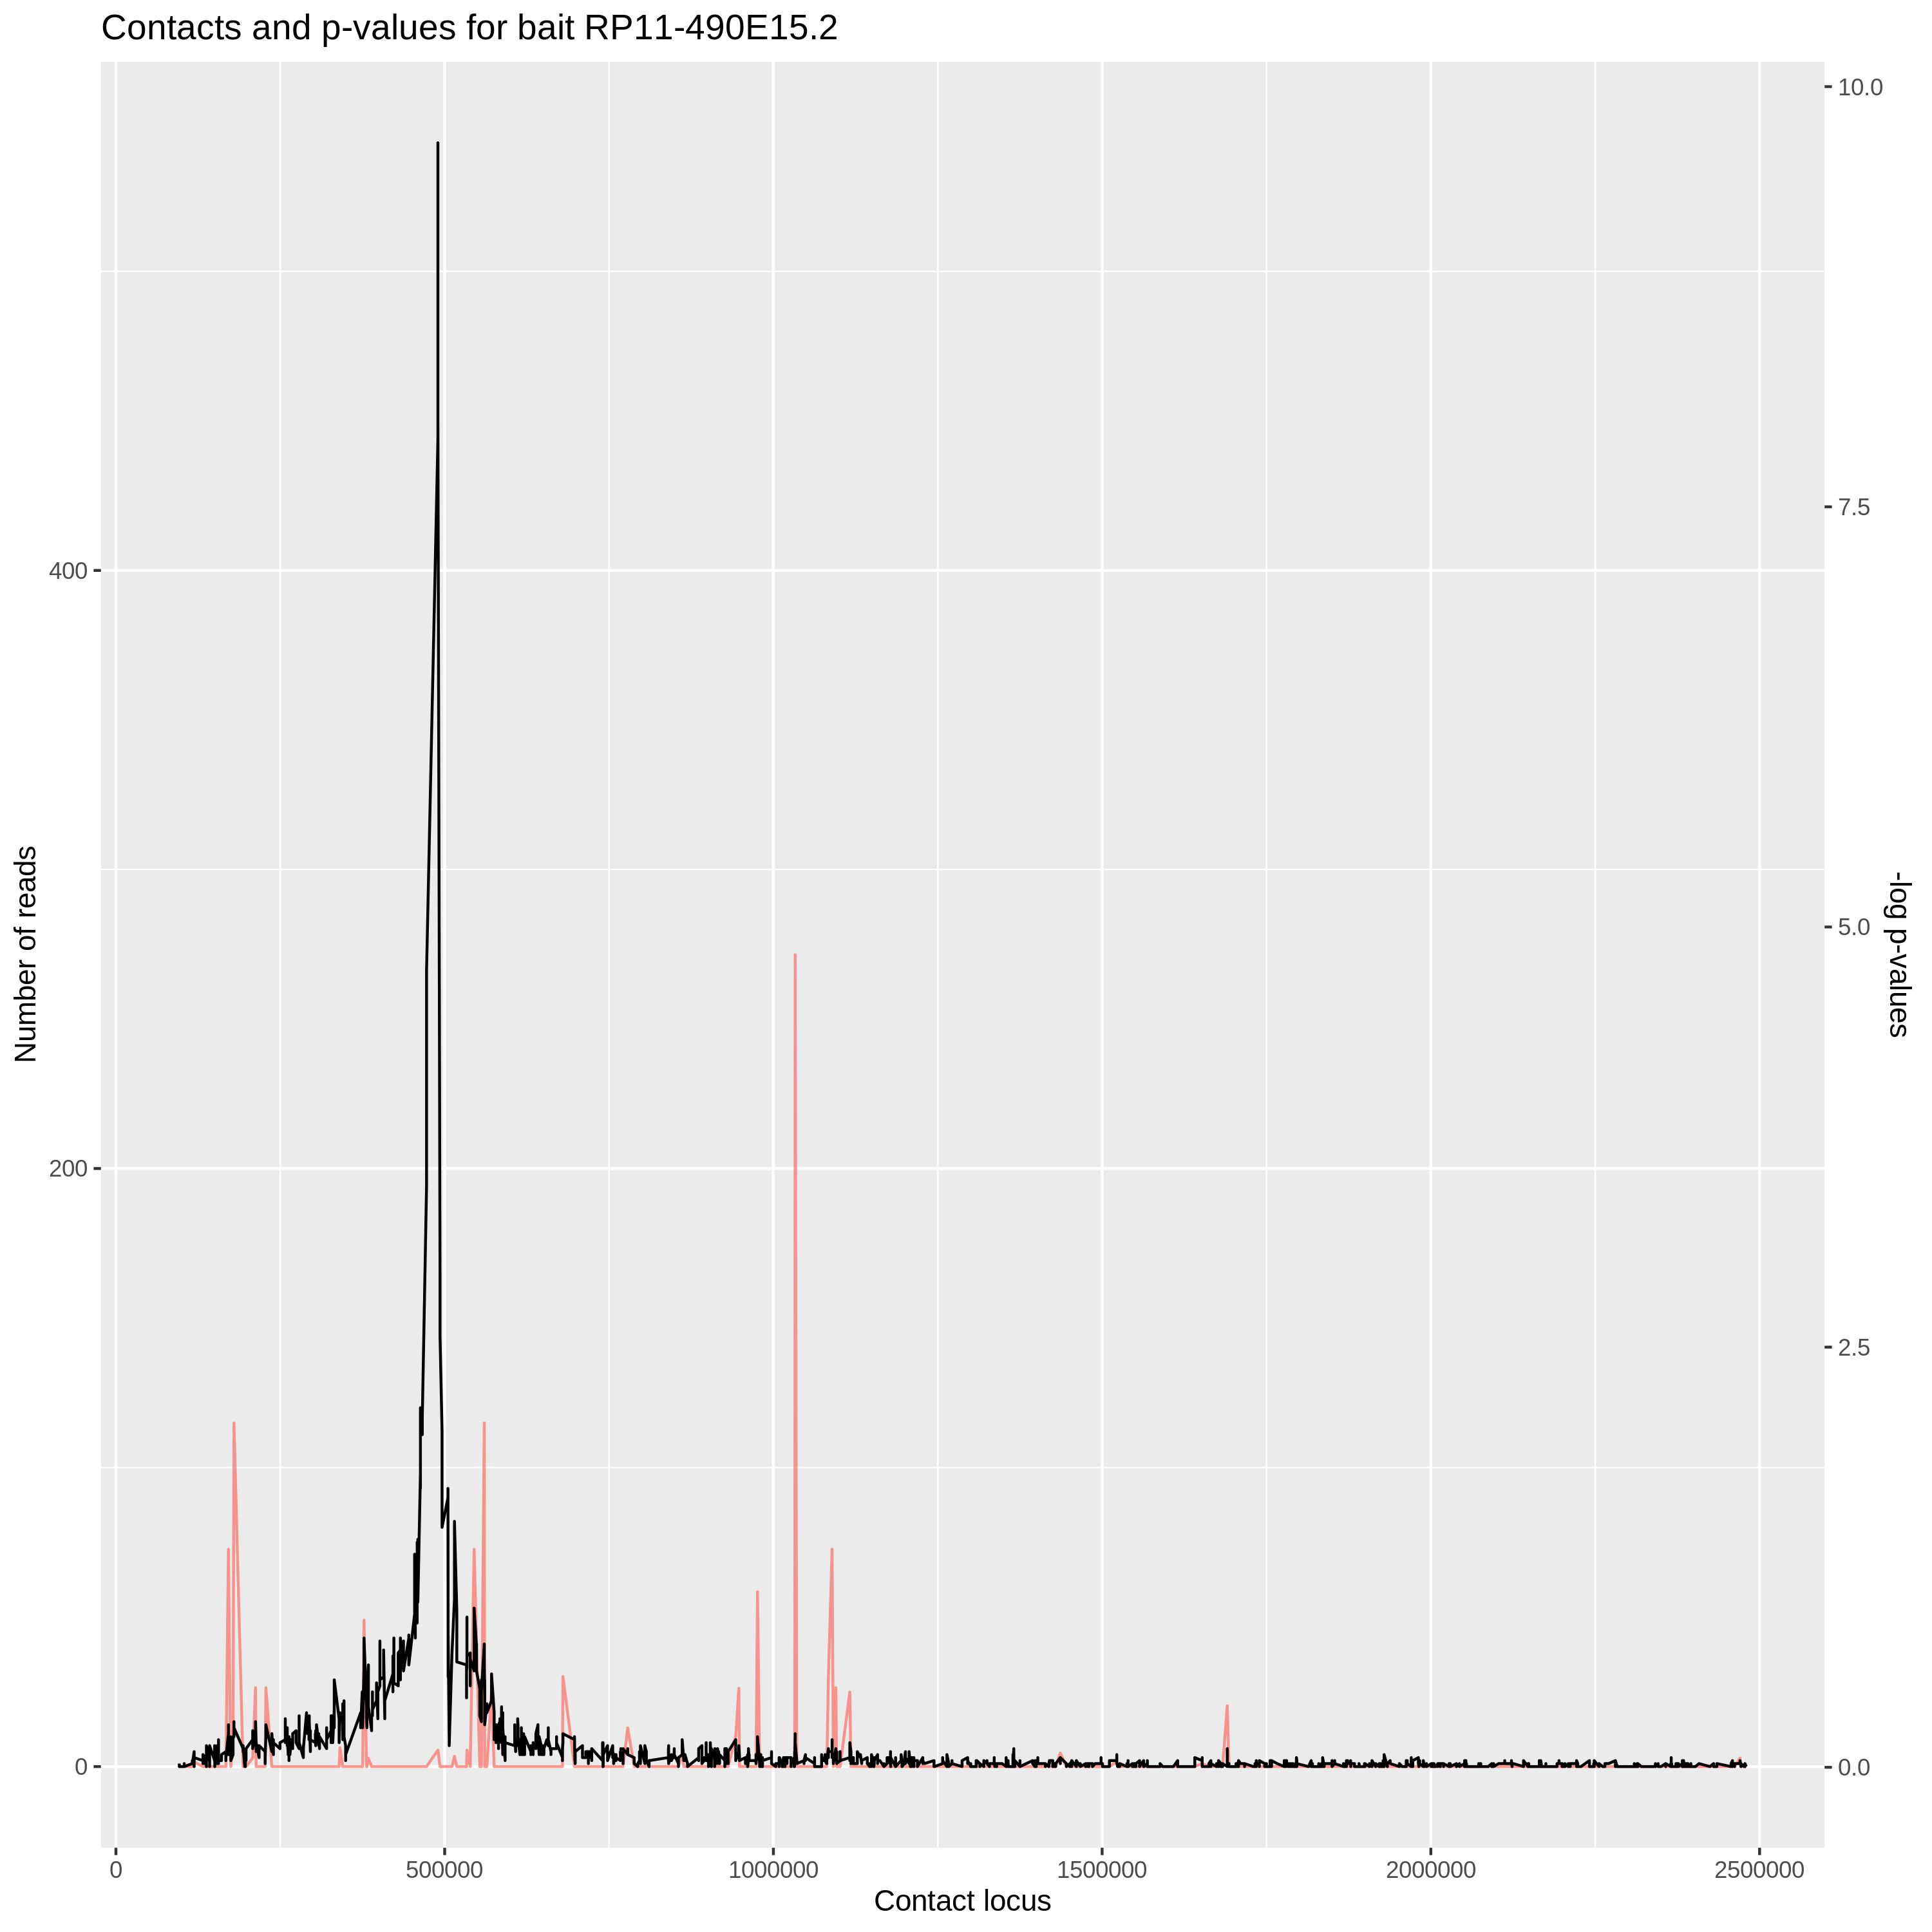 Contacts and p-values for bait RP11-490E15.2
10.0
7.5
5.0
2.5
0.0
400
200
0
Number of reads
-log p-values
0 500000 1000000 1500000 2000000 2500000
Contact locus